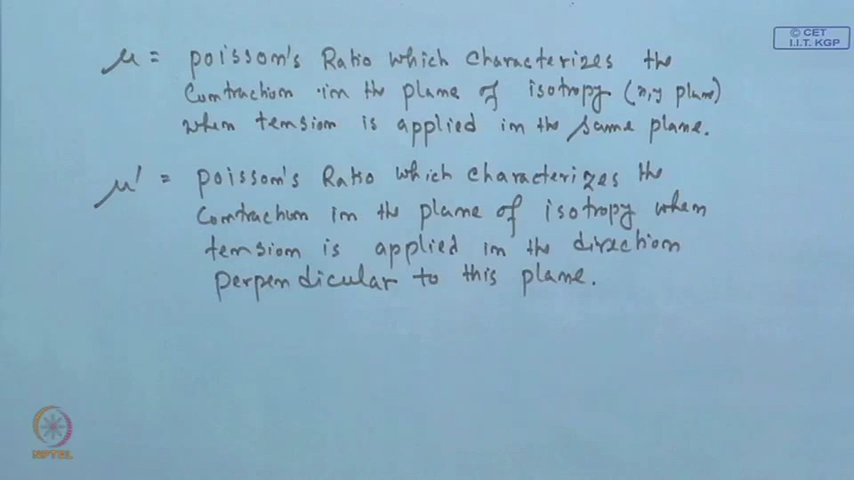 © CET
I.I.T. KGP
μ = poisson's Ratio which characterizes the
contraction in the plane of isotropy (x,y plane)
when tension is applied in the same plane.
μ' = poisson's Ratio which characterizes the
contraction in the plane of isotropy when
tension is applied in the direction
perpendicular to this plane.
NPTEL